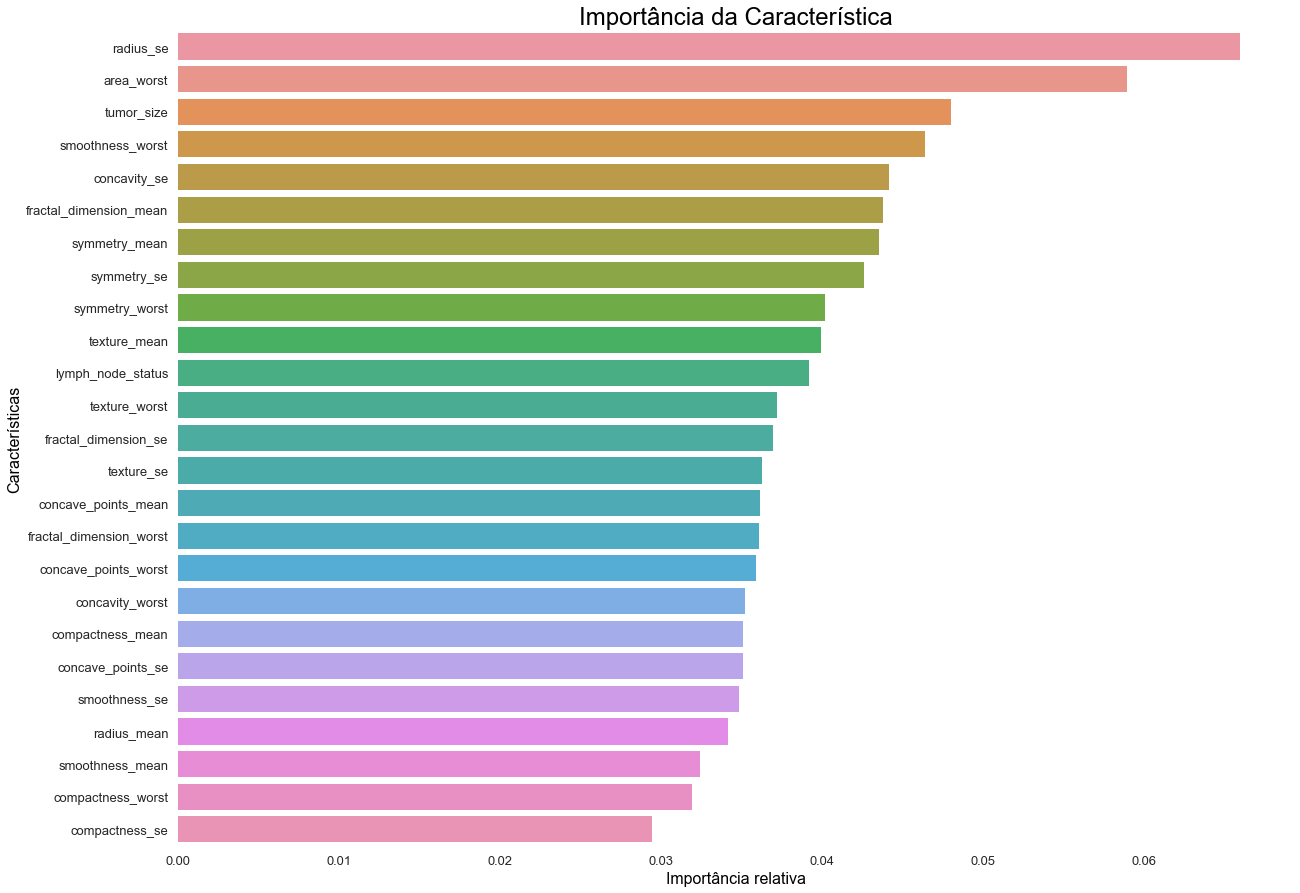 Importância da Característica
radius_se
area_worst
tumor_size
smoothness_worst
concavity_se
fractal_dimension_mean
symmetry_mean
symmetry_se
symmetry_worst
texture_mean
lymph_node_status
texture_worst
fractal_dimension_se
texture_se
concave_points_mean
fractal_dimension_worst
concave_points_worst
concavity_worst
compactness_mean
concave_points_se
smoothness_se
radius_mean
smoothness_mean
compactness_worst
compactness_se
Características
0.00 0.01 0.02 0.03 0.04 0.05 0.06
Importância relativa